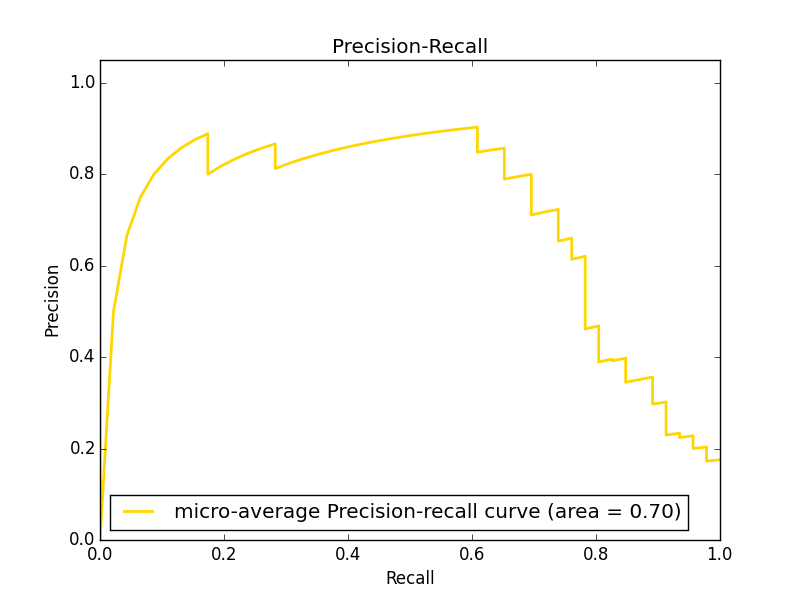 Precision-Recall
1.0
0.8
0.6
0.4
0.2
0.0
Precision
micro-average Precision-recall curve (area = 0.70)
0.0 0.2 0.4 0.6 0.8 1.0
Recall